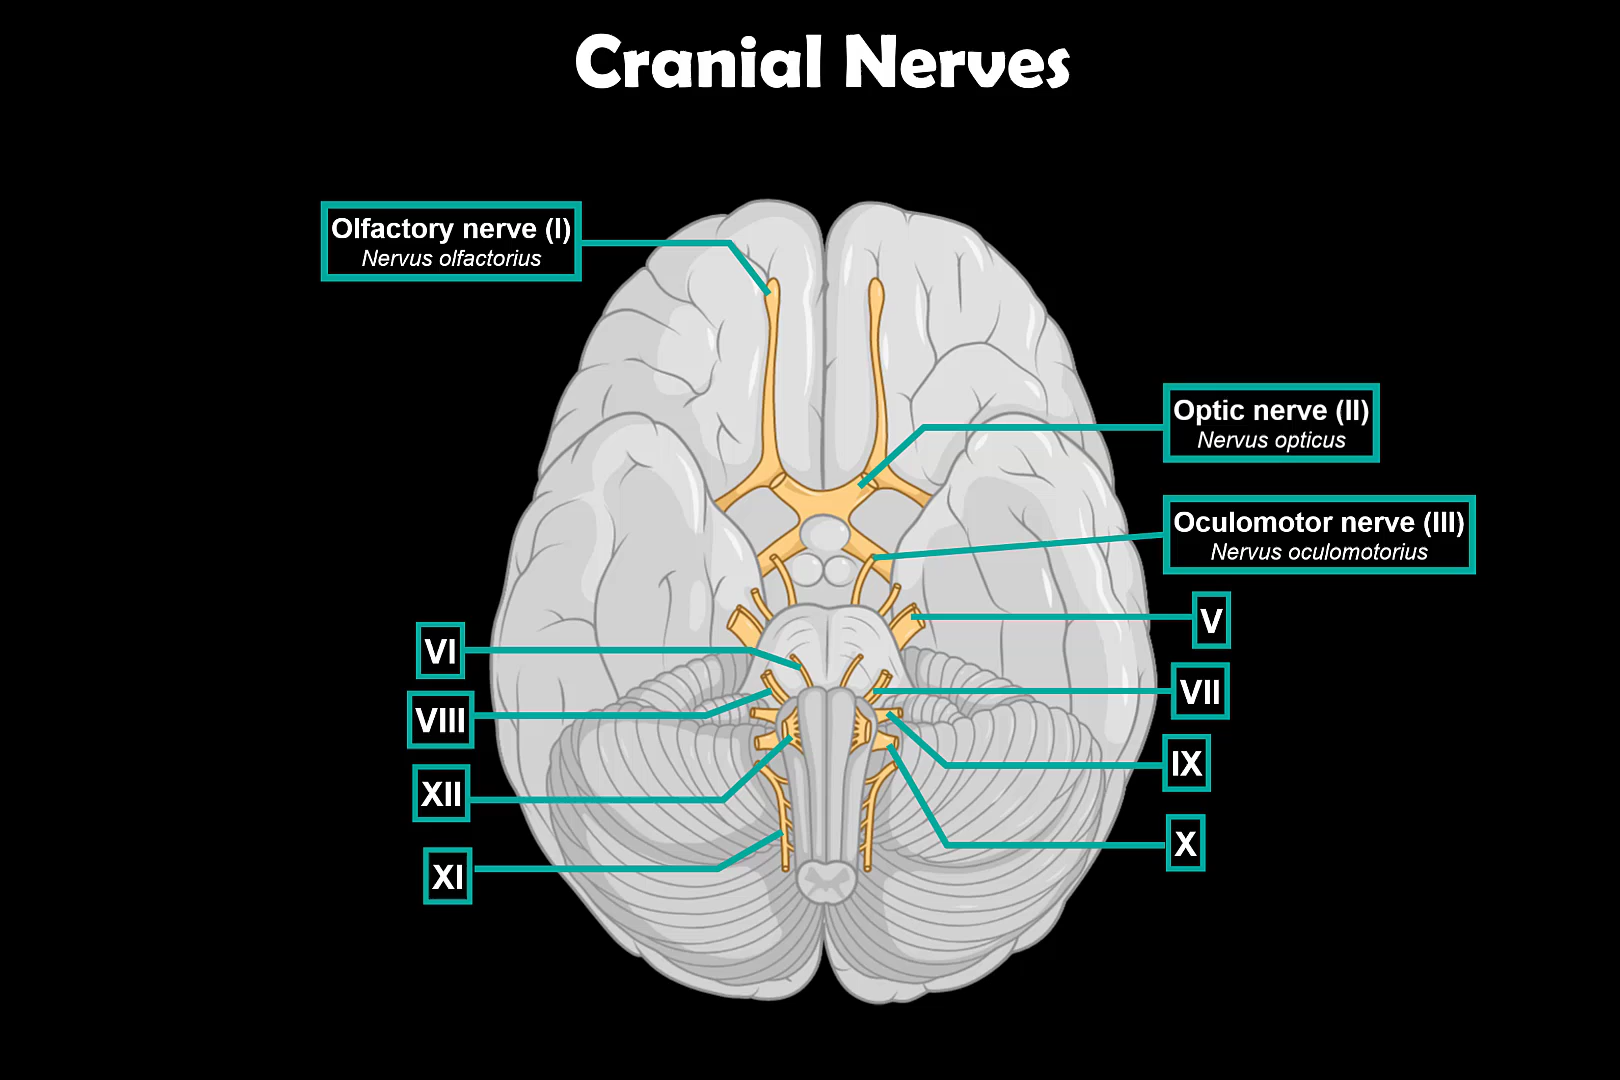 Cranial Nerves
Olfactory nerve (I)
Nervus olfactorius
Optic nerve (II)
Nervus opticus
Oculomotor nerve (III)
Nervus oculomotorius
V
VI
VII
VIII
IX
XII
X
XI